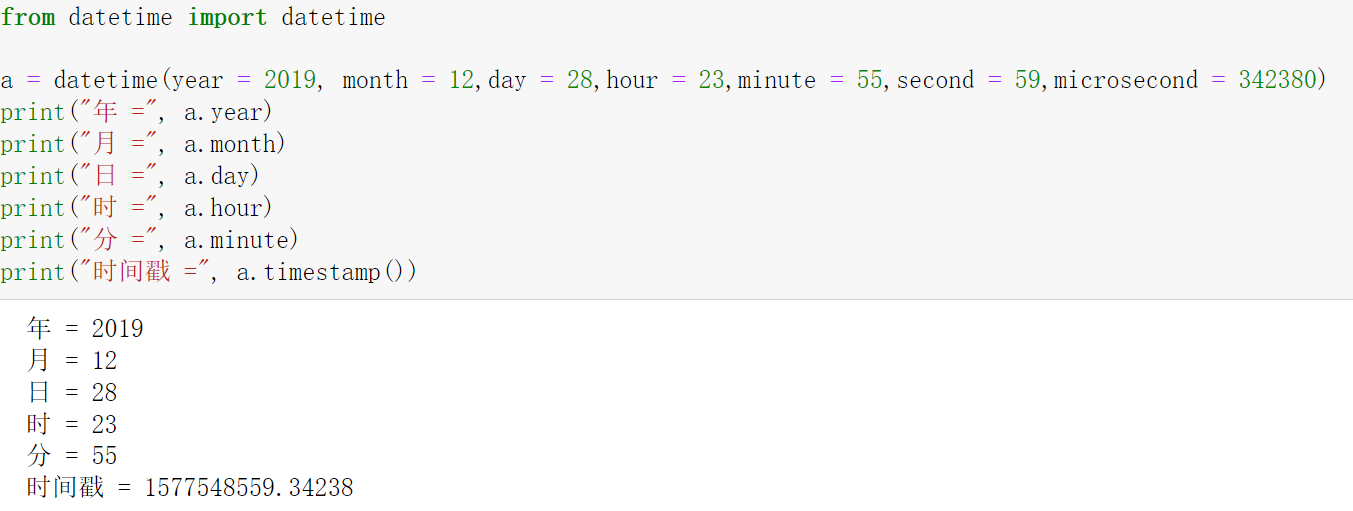 from datetime import datetime
a = datetime(year = 2019, month = 12,day = 28,hour = 23,minute = 55,second = 59,microsecond = 342380)
print("年 =", a.year)
print("月 =", a.month)
print("日 =", a.day)
print("时 =", a.hour)
print("分 =", a.minute)
print("时间戳 =", a.timestamp())
年 = 2019
月 = 12
日 = 28
时 = 23
分 = 55
时间戳 = 1577548559.34238